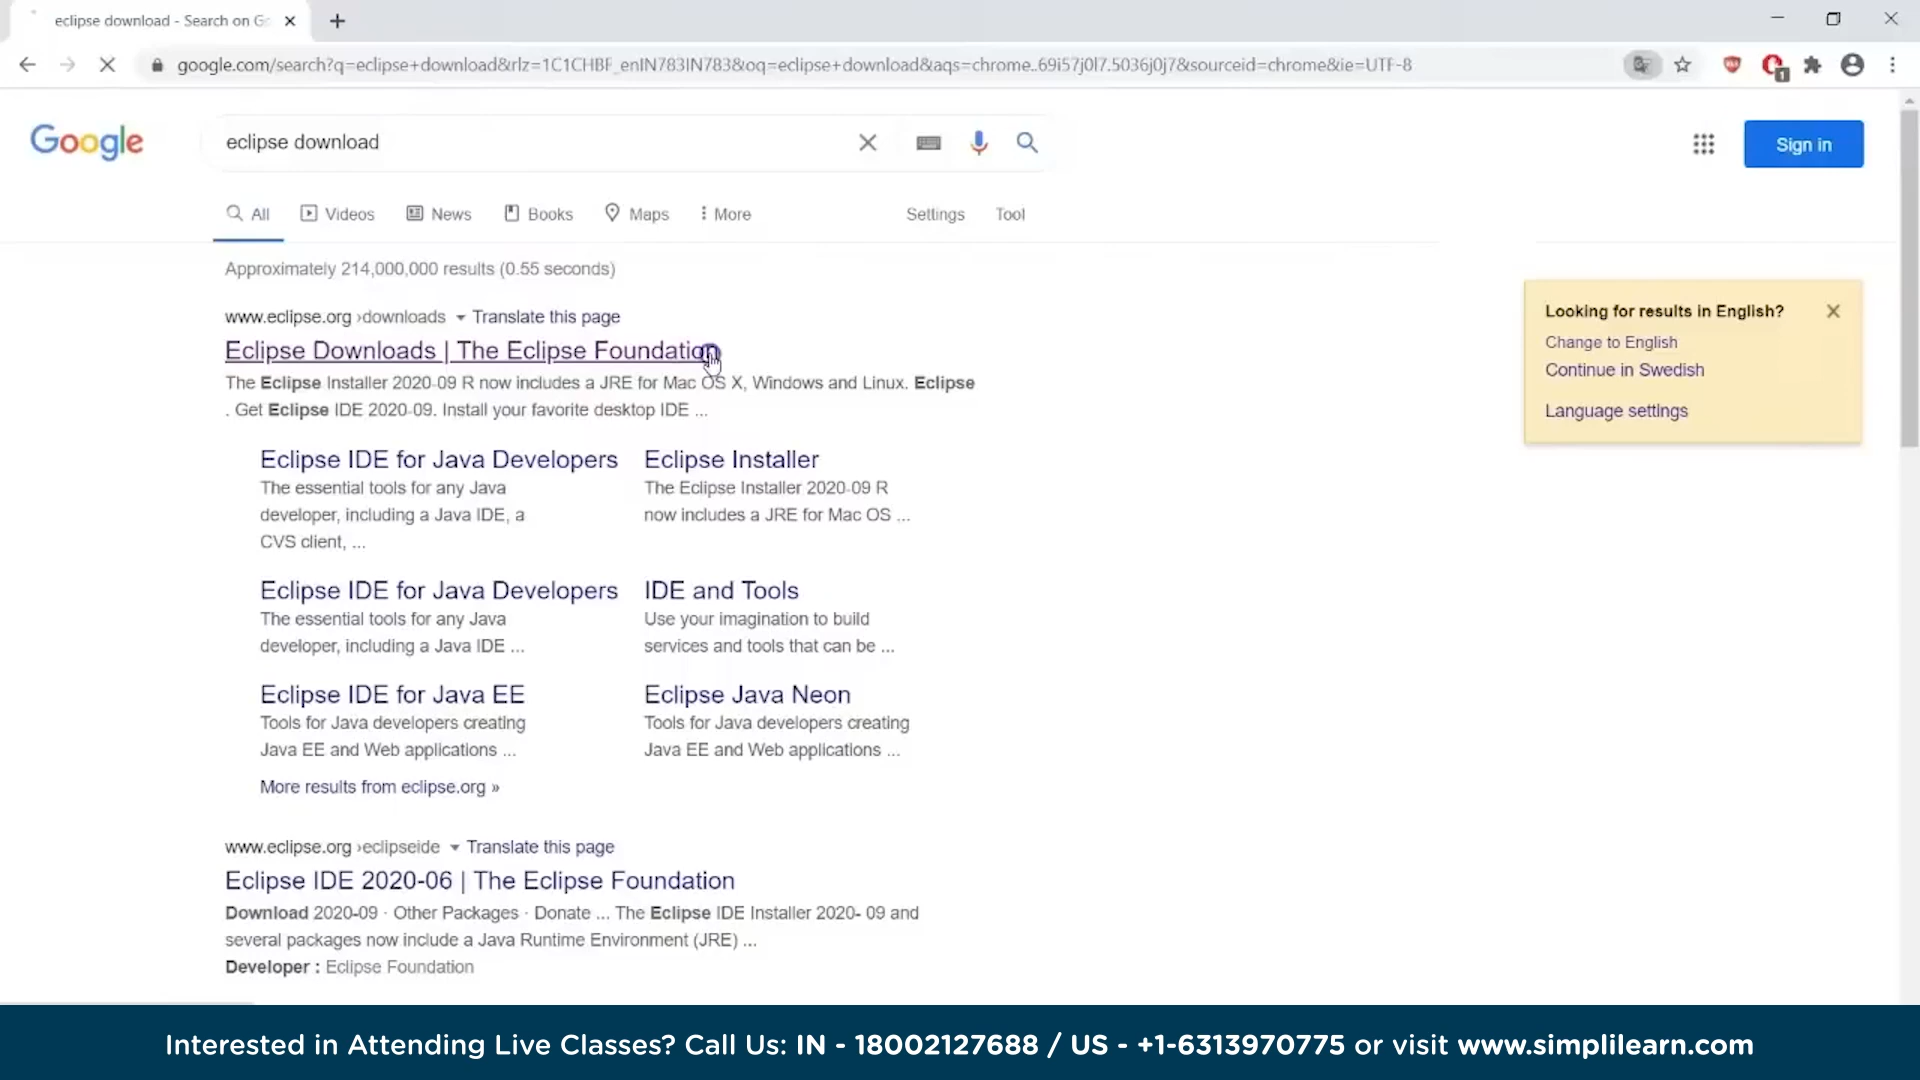 eclipse download - Search on G
google.com/search?q=eclipse+download&rlz=1C1CHBF_enIN783IN783&oq=eclipse+download&aqs=chrome..69i57j0l7.5036j0j7&sourceid=chrome&ie=UTF-8
1
Google
eclipse download
Sign in
All Videos News Books Maps More Settings Tool
Approximately 214,000,000 results (0.55 seconds)
www.eclipse.org ›downloads Translate this page
Eclipse Downloads | The Eclipse Foundation
The Eclipse Installer 2020-09 R now includes a JRE for Mac OS X, Windows and Linux. Eclipse
. Get Eclipse IDE 2020-09. Install your favorite desktop IDE ...
Eclipse IDE for Java Developers
The essential tools for any Java
developer, including a Java IDE, a
CVS client, ...
Eclipse Installer
The Eclipse Installer 2020-09 R
now includes a JRE for Mac OS ...
Eclipse IDE for Java Developers
The essential tools for any Java
developer, including a Java IDE ...
IDE and Tools
Use your imagination to build
services and tools that can be ...
Eclipse IDE for Java EE
Tools for Java developers creating
Java EE and Web applications ...
Eclipse Java Neon
Tools for Java developers creating
Java EE and Web applications ...
More results from eclipse.org »
www.eclipse.org ›eclipseide Translate this page
Eclipse IDE 2020-06 | The Eclipse Foundation
Download 2020-09 · Other Packages · Donate ... The Eclipse IDE Installer 2020- 09 and
several packages now include a Java Runtime Environment (JRE) ...
Developer : Eclipse Foundation
Looking for results in English?
Change to English
Continue in Swedish
Language settings
Interested in Attending Live Classes? Call Us: IN - 18002127688 / US - +1-6313970775 or visit www.simplilearn.com